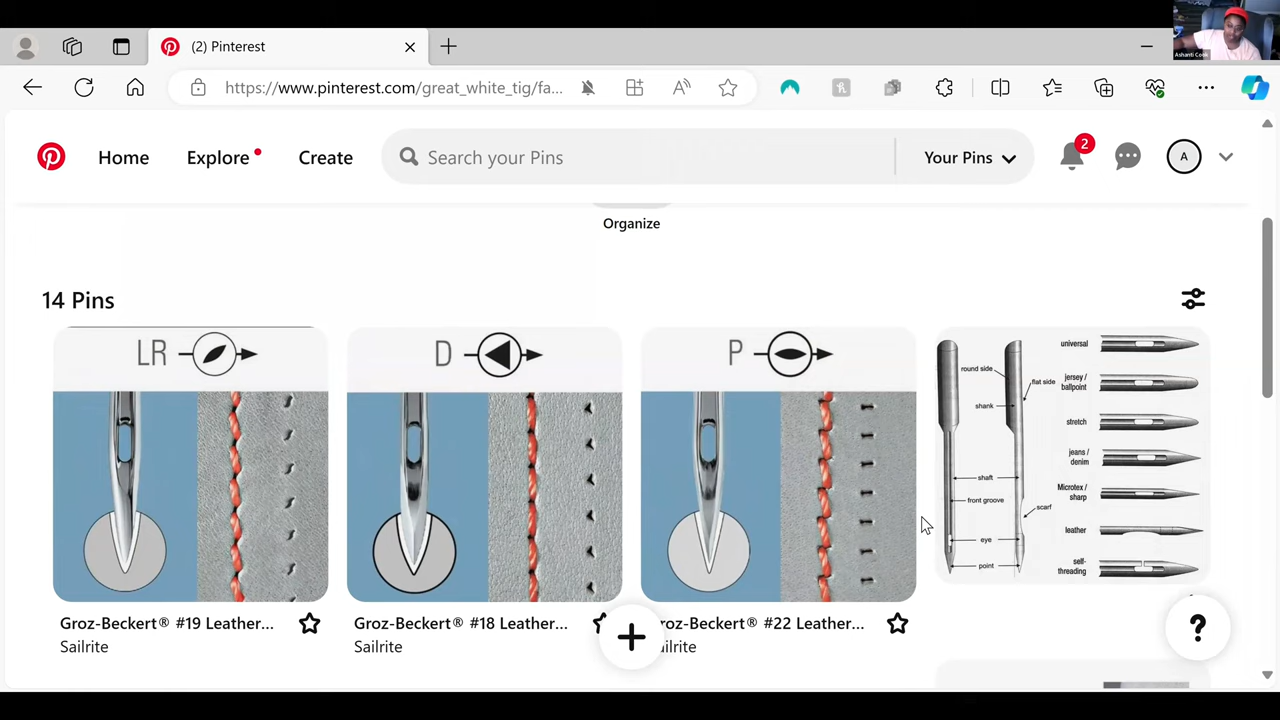 Ashanti Cook
(2) Pinterest
https://www.pinterest.com/great_white_tig/fa...
Home
Explore
Create
Search your Pins
Your Pins
2
A
Organize
14 Pins
LR
D
P
round side
flat side
shank
shaft
front groove
scarf
eye
point
universal
jersey /
ballpoint
stretch
jeans /
denim
Microtex /
sharp
leather
self-
threading
Groz-Beckert® #19 Leather...
Sailrite
Groz-Beckert® #18 Leather...
Sailrite
roz-Beckert® #22 Leather...
ilrite
+
?